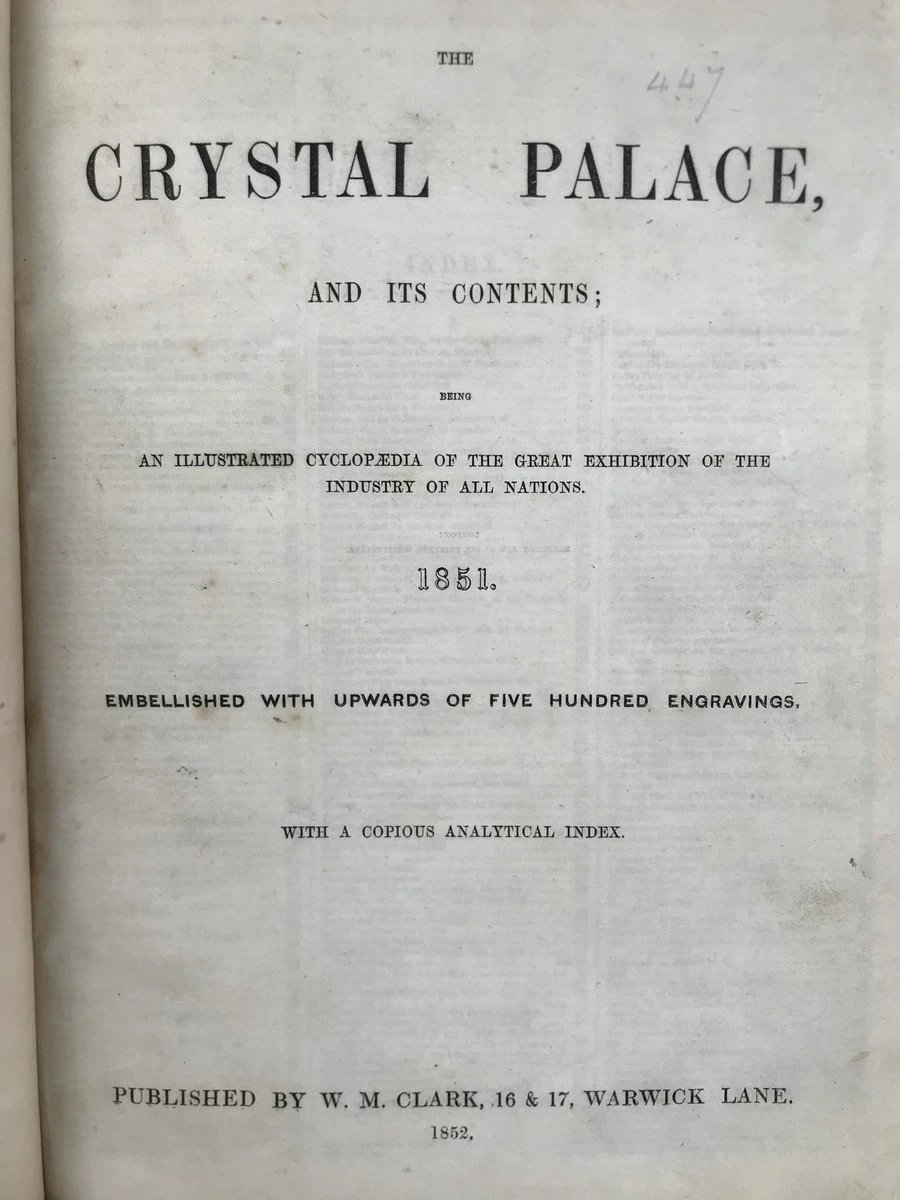 THE
447
CRYSTAL PALACE,
AND ITS CONTENTS;
BEING
AN ILLUSTRATED CYCLOPÆDIA OF THE GREAT EXHIBITION OF THE
INDUSTRY OF ALL NATIONS.
1851.
EMBELLISHED WITH UPWARDS OF FIVE HUNDRED ENGRAVINGS.
WITH A COPIOUS ANALYTICAL INDEX.
PUBLISHED BY W. M. CLARK, 16 & 17, WARWICK LANE.
1852.